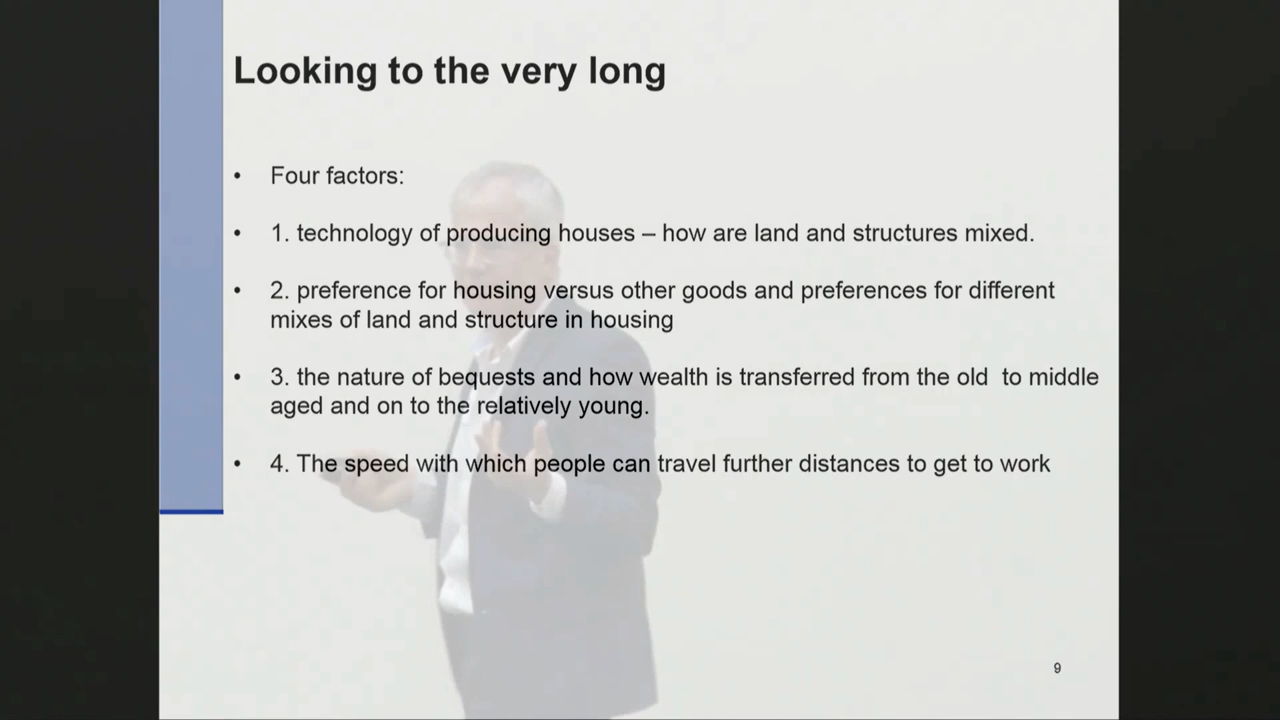 Looking to the very long
• Four factors:
• 1. technology of producing houses – how are land and structures mixed.
• 2. preference for housing versus other goods and preferences for different
mixes of land and structure in housing
• 3. the nature of bequests and how wealth is transferred from the old  to middle
aged and on to the relatively young.
• 4. The speed with which people can travel further distances to get to work
9